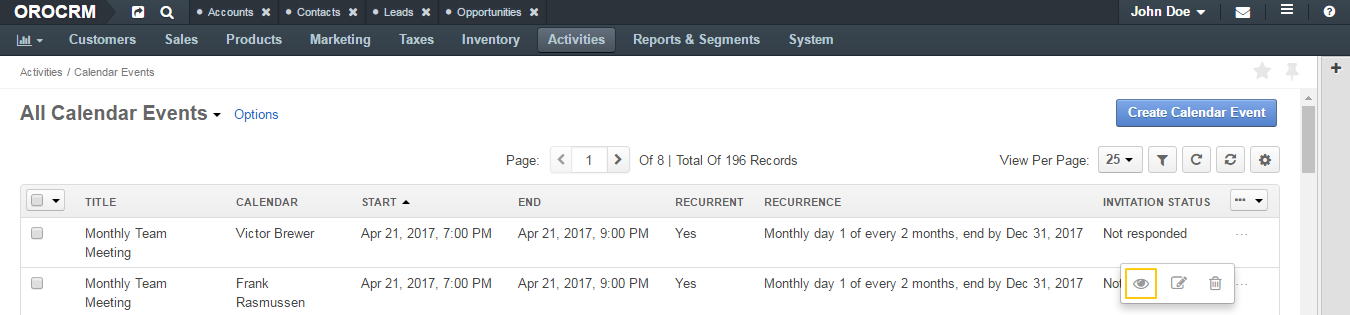 OROCRM Accounts Contacts Leads Opportunities John Doe
Customers Sales Products Marketing Taxes Inventory Activities Reports & Segments System
Activities / Calendar Events
All Calendar Events Options Create Calendar Event
Page: 1 Of 8 | Total Of 196 Records View Per Page: 25
TITLE CALENDAR START END RECURRENT RECURRENCE INVITATION STATUS
Monthly Team Victor Brewer Apr 21, 2017, 7:00 PM Apr 21, 2017, 9:00 PM Yes Monthly day 1 of every 2 months, end by Dec 31, 2017 Not responded
Meeting
Monthly Team Frank Apr 21, 2017, 7:00 PM Apr 21, 2017, 9:00 PM Yes Monthly day 1 of every 2 months, end by Dec 31, 2017
Meeting Rasmussen